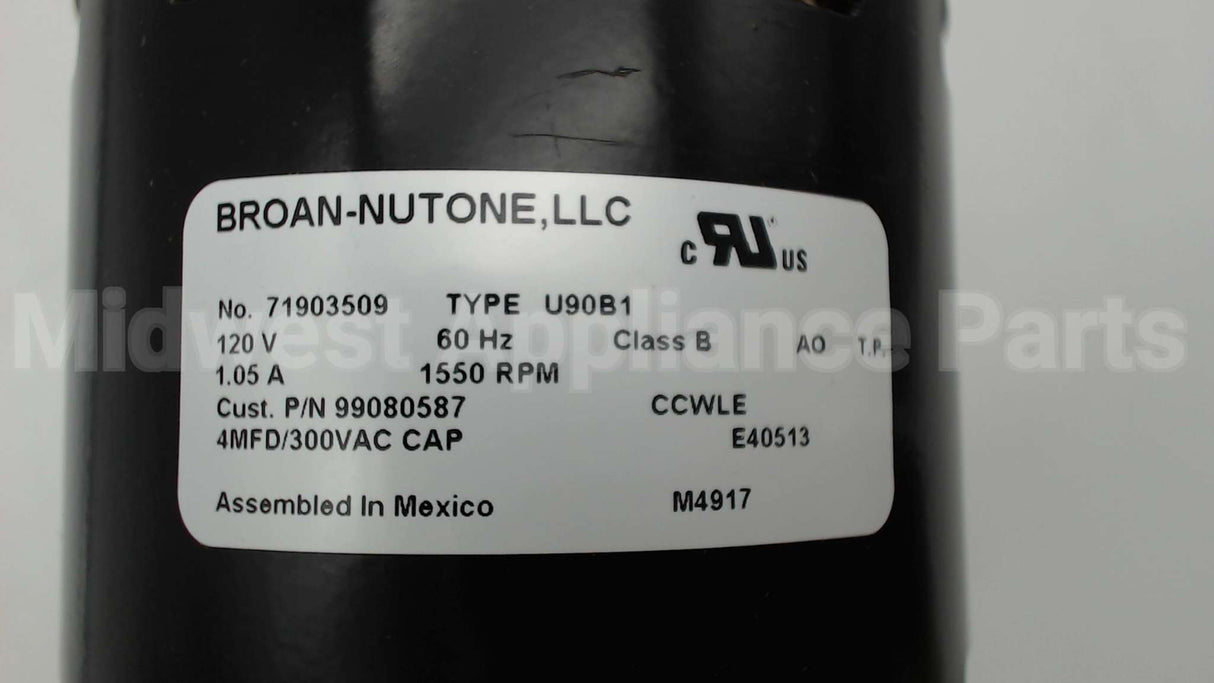 BROAN-NUTONE,LLC
c RU US
No. 71903509 TYPE U90B1
120 V 60 Hz Class B AO T.P.
1.05 A 1550 RPM
Cust. P/N 99080587 CCWLE
4MFD/300VAC CAP E40513
Assembled In Mexico M4917
Midwest Appliance Parts